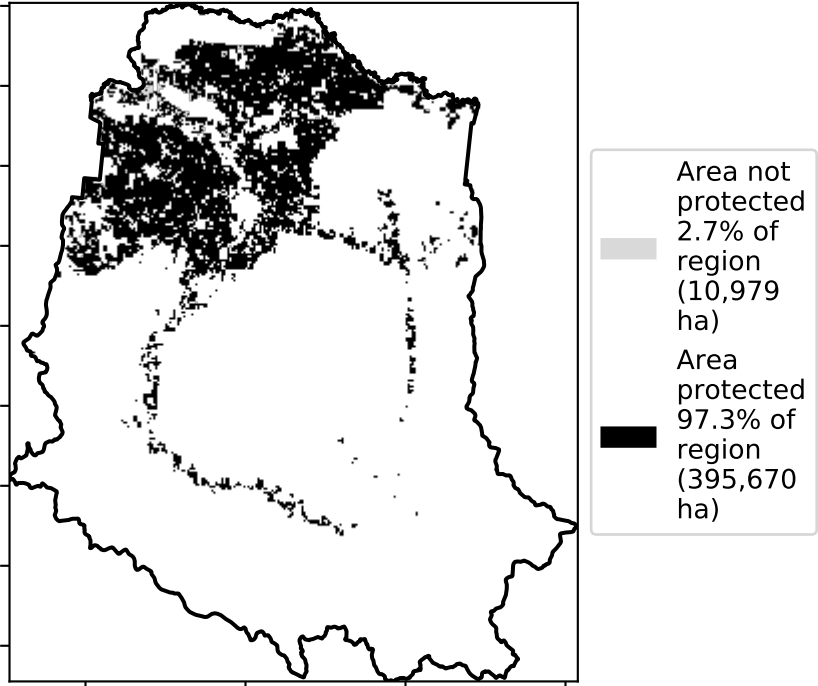 Area not
protected
2.7% of
region
(10,979
ha)
Area
protected
97.3% of
region
(395,670
ha)